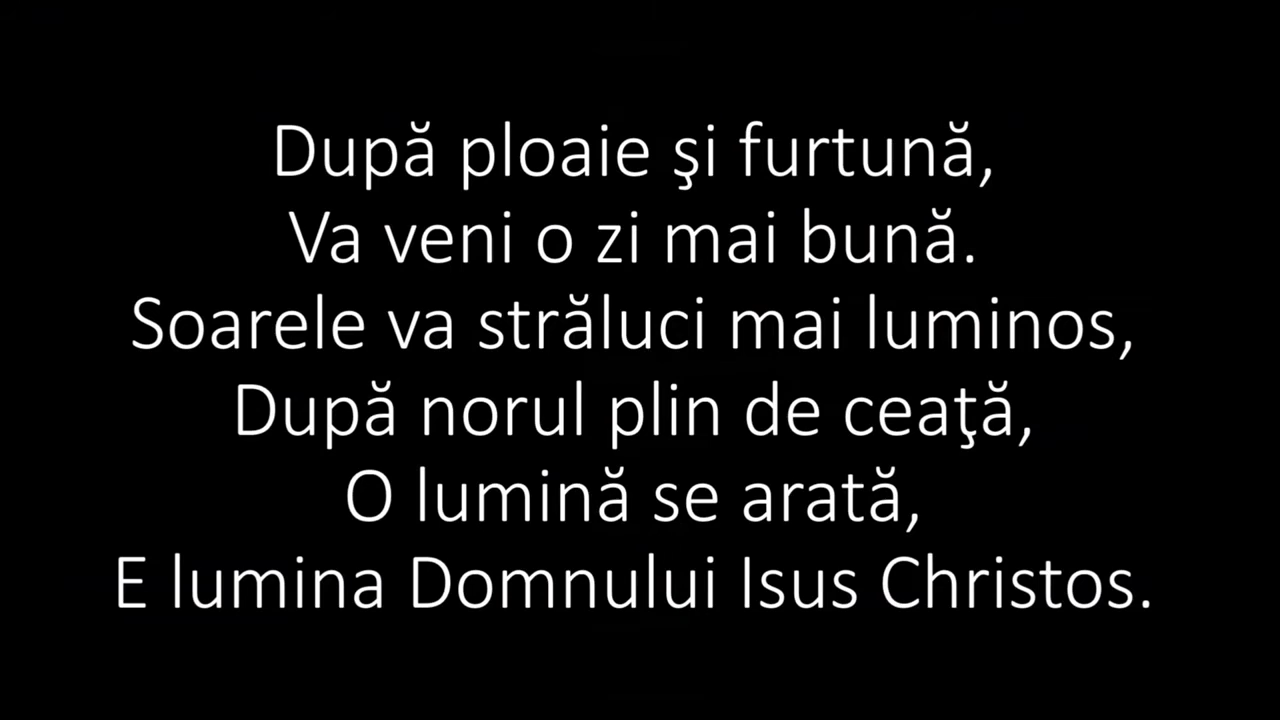 După ploaie şi furtună,
Va veni o zi mai bună.
Soarele va străluci mai luminos,
După norul plin de ceaţă,
O lumină se arată,
E lumina Domnului Isus Christos.